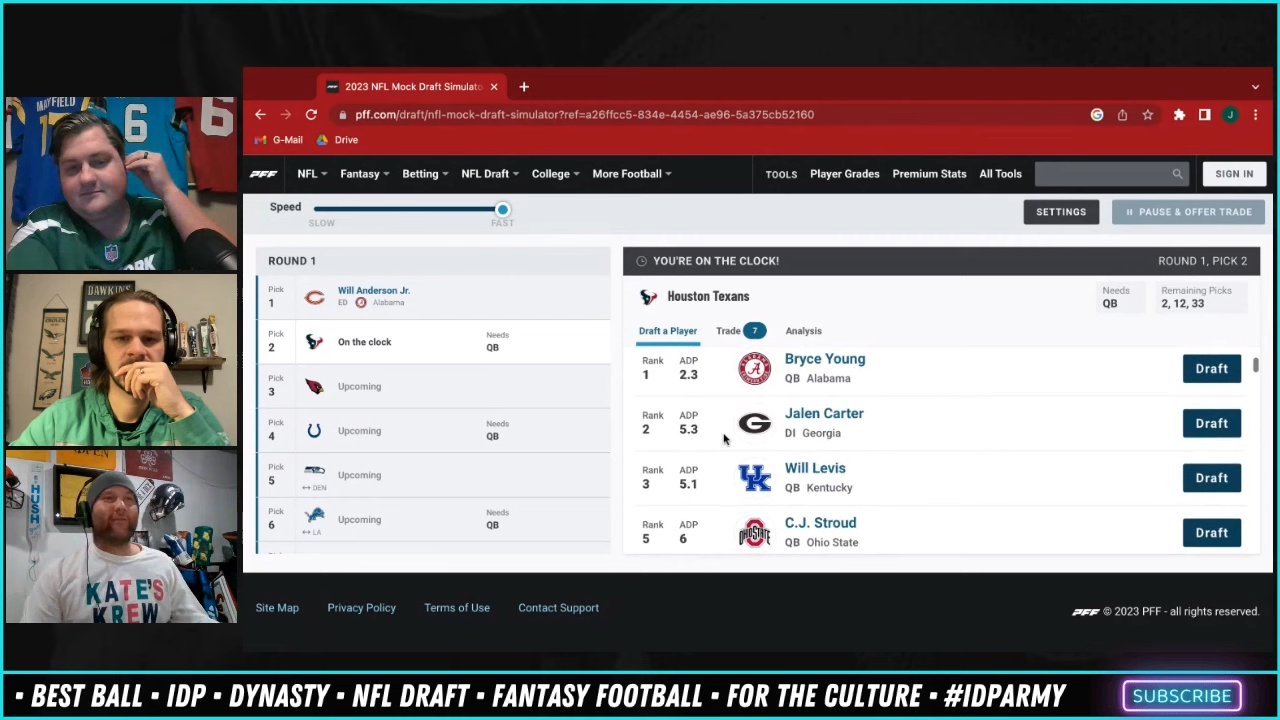 2023 NFL Mock Draft Simulato
pff.com/draft/nfl-mock-draft-simulator?ref=a26ffcc5-834e-4454-ae96-5a375cb52160
J
G-Mail
Drive
PFF
NFL
Fantasy
Betting
NFL Draft
College
More Football
TOOLS
Player Grades
Premium Stats
All Tools
SIGN IN
Speed
SLOW
FAST
SETTINGS
PAUSE & OFFER TRADE
ROUND 1
Pick
1
Will Anderson Jr.
ED
Alabama
Pick
2
On the clock
Needs
QB
Pick
3
Upcoming
Pick
4
Upcoming
Needs
QB
Pick
5
↔ DEN
Upcoming
Pick
6
↔ LA
Upcoming
Needs
QB
YOU'RE ON THE CLOCK!
ROUND 1, PICK 2
Houston Texans
Needs
QB
Remaining Picks
2, 12, 33
Draft a Player
Trade 7
Analysis
Rank
1
ADP
2.3
Bryce Young
QB Alabama
Draft
Rank
2
ADP
5.3
Jalen Carter
DI Georgia
Draft
Rank
3
ADP
5.1
Will Levis
QB Kentucky
Draft
Rank
5
ADP
6
C.J. Stroud
QB Ohio State
Draft
Site Map
Privacy Policy
Terms of Use
Contact Support
PFF © 2023 PFF - all rights reserved.
MAYFIELD
6
6
DAWKINS
HUSH
KATE'S
KREW
• BEST BALL • IDP • DYNASTY • NFL DRAFT • FANTASY FOOTBALL • FOR THE CULTURE • #IDPARMY
SUBSCRIBE